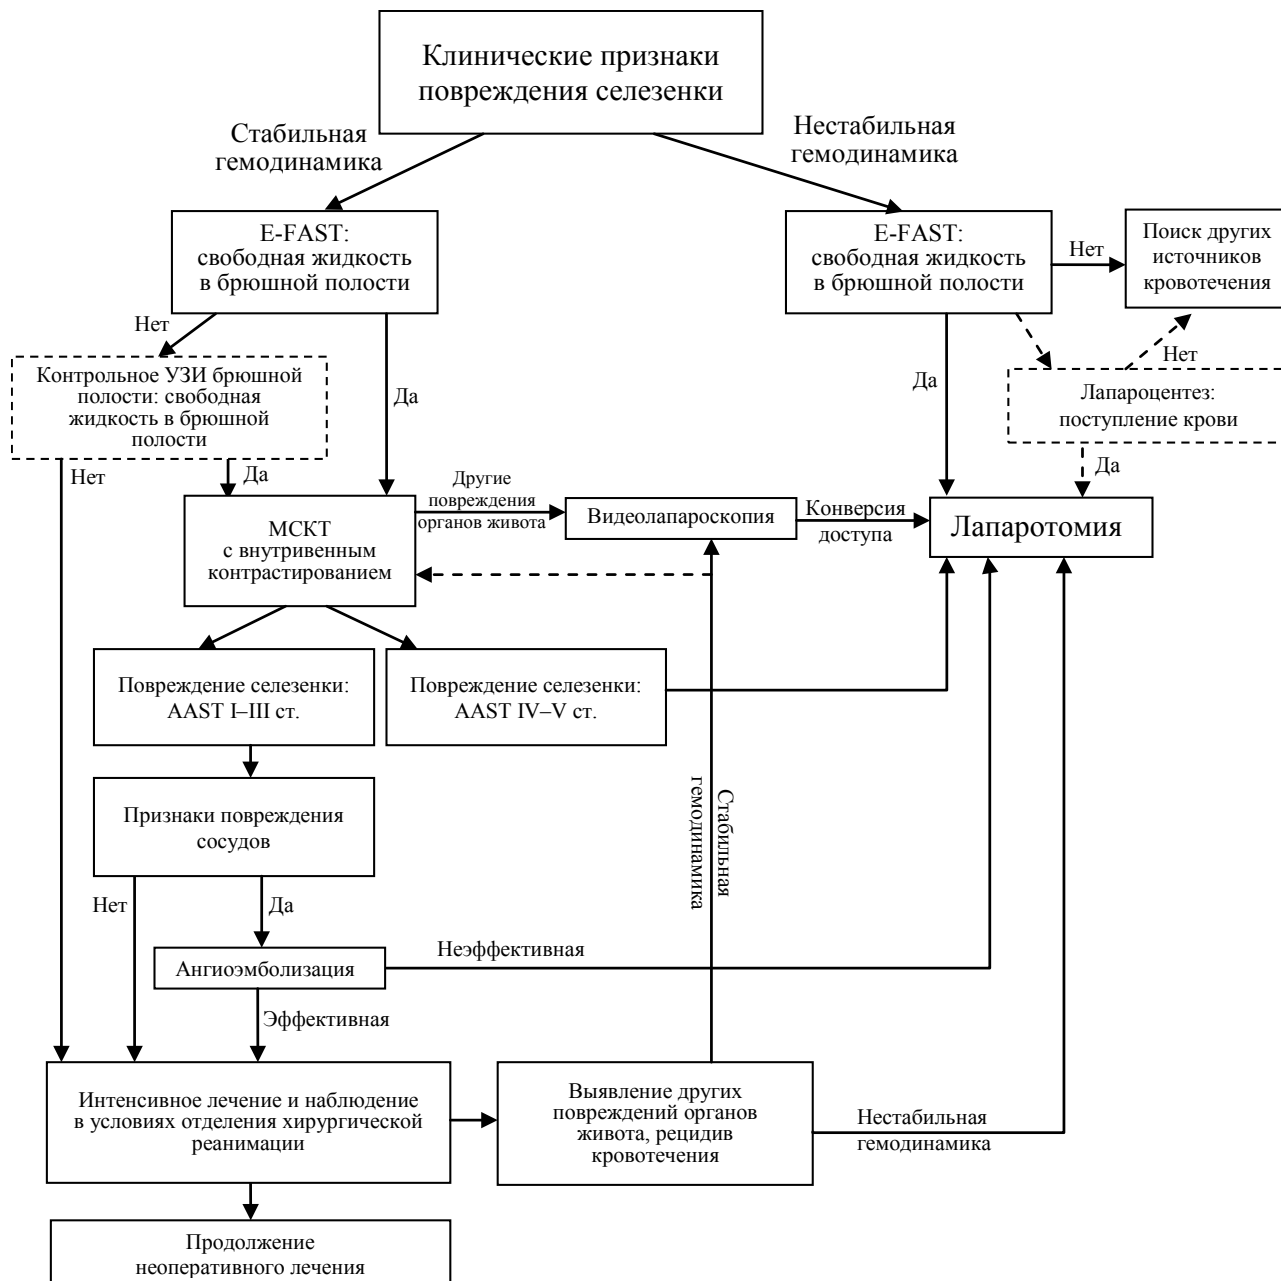 Клинические признаки
повреждения селезенки
Стабильная
гемодинамика
Нестабильная
гемодинамика
E-FAST:
свободная жидкость
в брюшной полости
E-FAST:
свободная жидкость
в брюшной полости
Нет
Поиск других
источников
кровотечения
Нет
Да
Да
Нет
Контрольное УЗИ брюшной
полости: свободная
жидкость в брюшной
полости
Лапароцентез:
поступление крови
Нет
Да
Да
МСКТ
с внутривенным
контрастированием
Другие
повреждения
органов живота
Видеолапароскопия
Конверсия
доступа
Лапаротомия
Повреждение селезенки:
AAST I–III ст.
Повреждение селезенки:
AAST IV–V ст.
Признаки повреждения
сосудов
Стабильная
гемодинамика
Нет
Да
Ангиоэмболизация
Неэффективная
Эффективная
Интенсивное лечение и наблюдение
в условиях отделения хирургической
реанимации
Выявление других
повреждений органов
живота, рецидив
кровотечения
Нестабильная
гемодинамика
Продолжение
неоперативного лечения